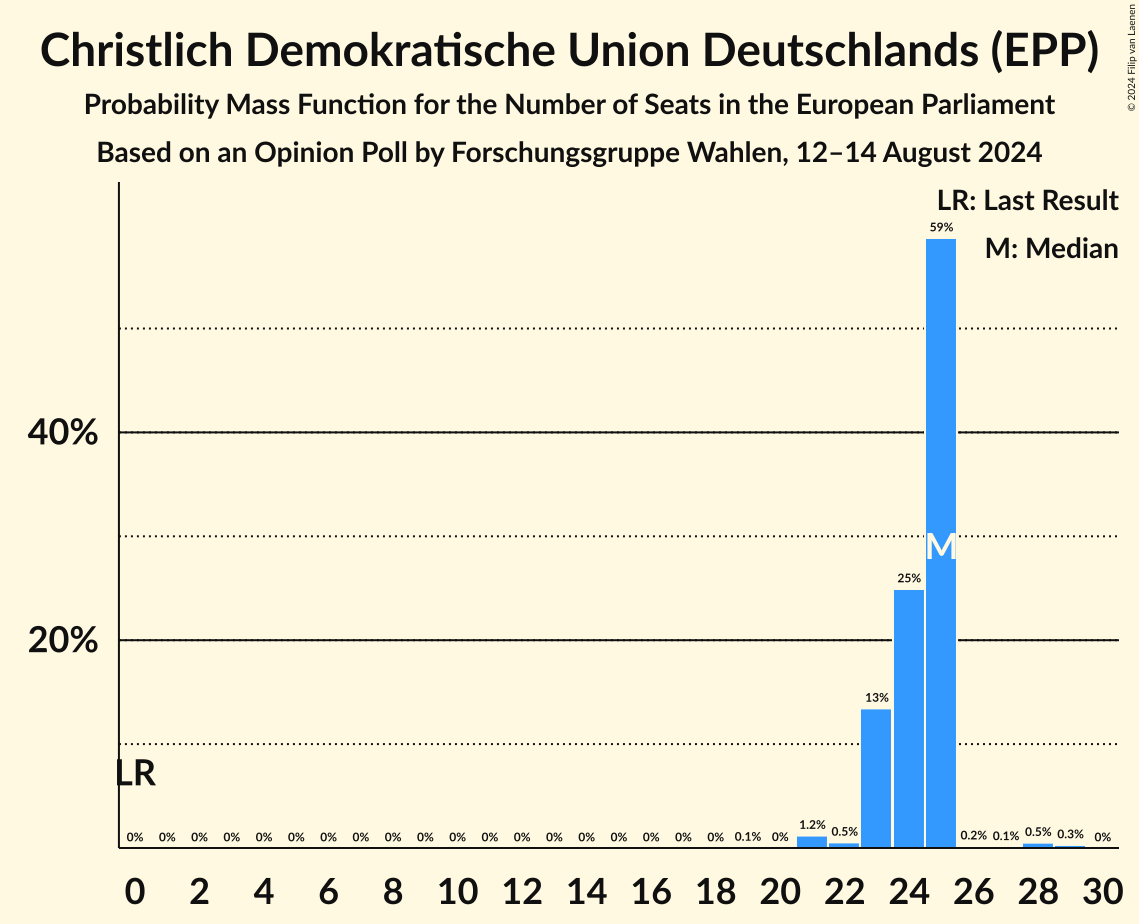 Christlich Demokratische Union Deutschlands (EPP)
Probability Mass Function for the Number of Seats in the European Parliament
Based on an Opinion Poll by Forschungsgruppe Wahlen, 12–14 August 2024
© 2024 Filip van Laenen
LR: Last Result
M: Median
59%
40%
M
25%
20%
13%
LR
0% 0% 0% 0% 0% 0% 0% 0% 0% 0% 0% 0% 0% 0% 0% 0% 0% 0% 0% 0.1% 0% 1.2% 0.5% 0.2% 0.1% 0.5% 0.3% 0%
0 2 4 6 8 10 12 14 16 18 20 22 24 26 28 30